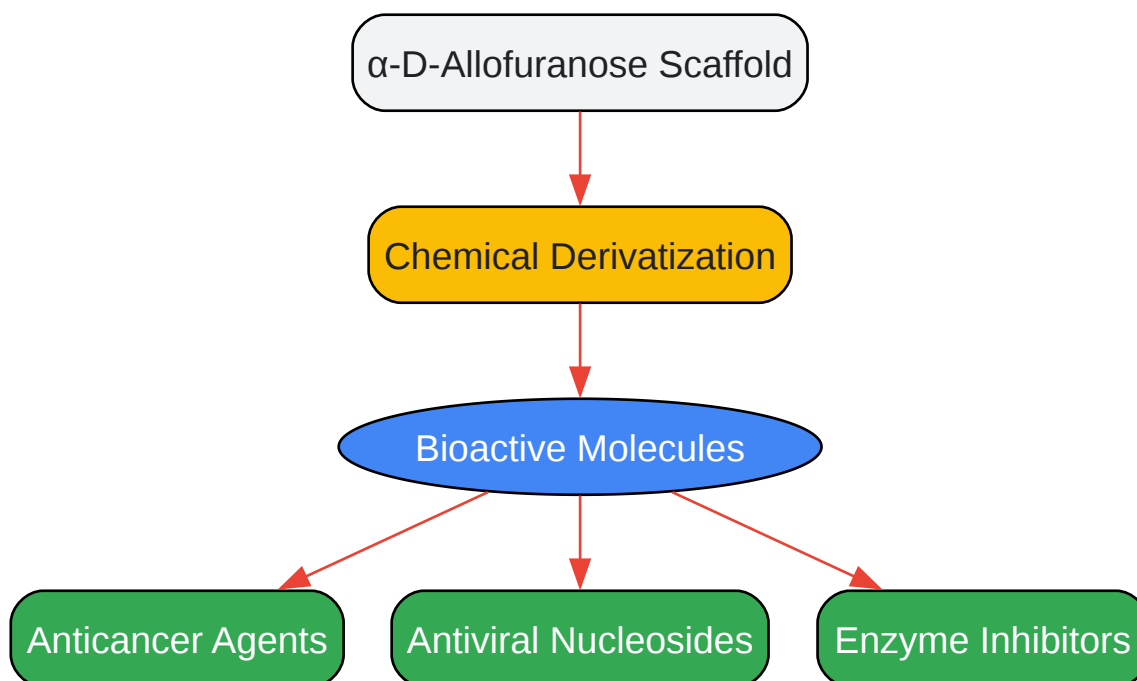 α-D-Allofuranose Scaffold
Chemical Derivatization
Bioactive Molecules
Anticancer Agents
Antiviral Nucleosides
Enzyme Inhibitors